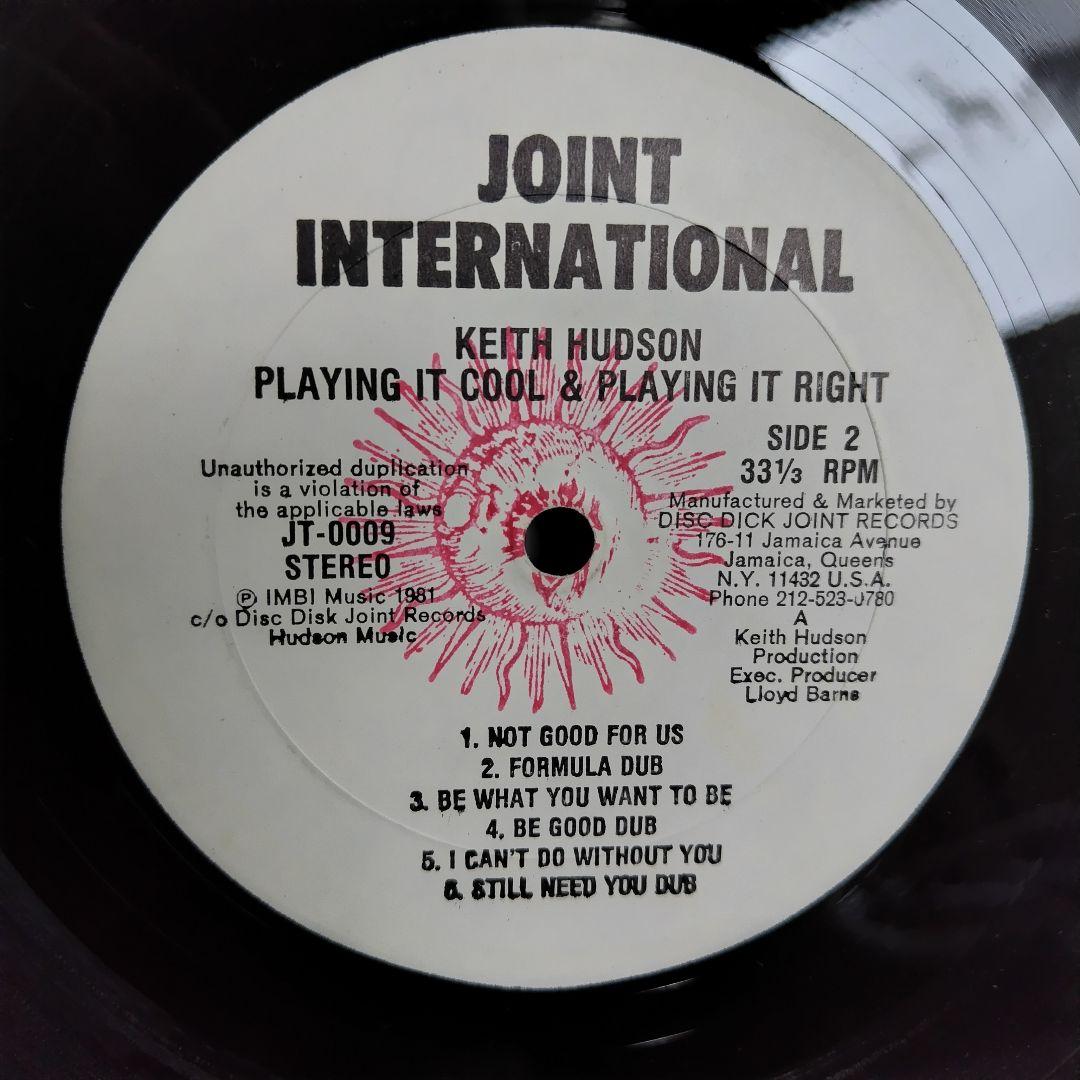 JOINT
INTERNATIONAL
KEITH HUDSON
PLAYING IT COOL & PLAYING IT RIGHT
Unauthorized duplication
is a violation of
the applicable laws
JT-0009
STEREO
Ⓟ IMBI Music 1981
c/o Disc Disk Joint Records
Hudson Music
SIDE 2
33⅓ RPM
Manufactured & Marketed by
DISC DICK JOINT RECORDS
176-11 Jamaica Avenue
Jamaica, Queens
N.Y. 11432 U.S.A.
Phone 212-523-0780
A
Keith Hudson
Production
Exec. Producer
Lloyd Barns
1. NOT GOOD FOR US
2. FORMULA DUB
3. BE WHAT YOU WANT TO BE
4. BE GOOD DUB
5. I CAN'T DO WITHOUT YOU
6. STILL NEED YOU DUB